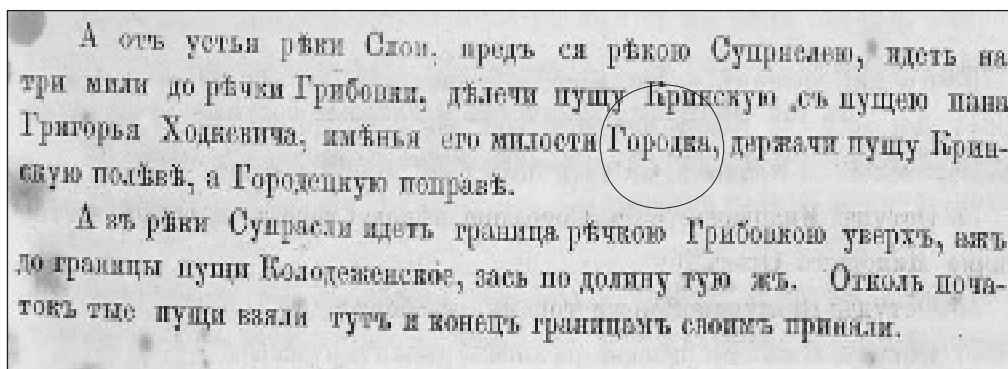 А отъ устья рѣки Слои, вредъ ся рѣкою Супряслею, идеть на
три мили до рѣчки Грибовки, дѣлечи пущу Кринскую съ пущею пана
Григорья Ходкевича, имѣнья его милости Городка, держачи пущу Крин-
скую полѣвѣ, а Городецкую поправѣ.
А зъ рѣки Супрасли идеть граница рѣчкою Грибовкою уверхъ, ажъ
до границы пущи Колодеженское, зась по долину тую жъ. Отколь поча-
токъ тые пущи взяли тутъ и конецъ границамъ своимъ приняли.